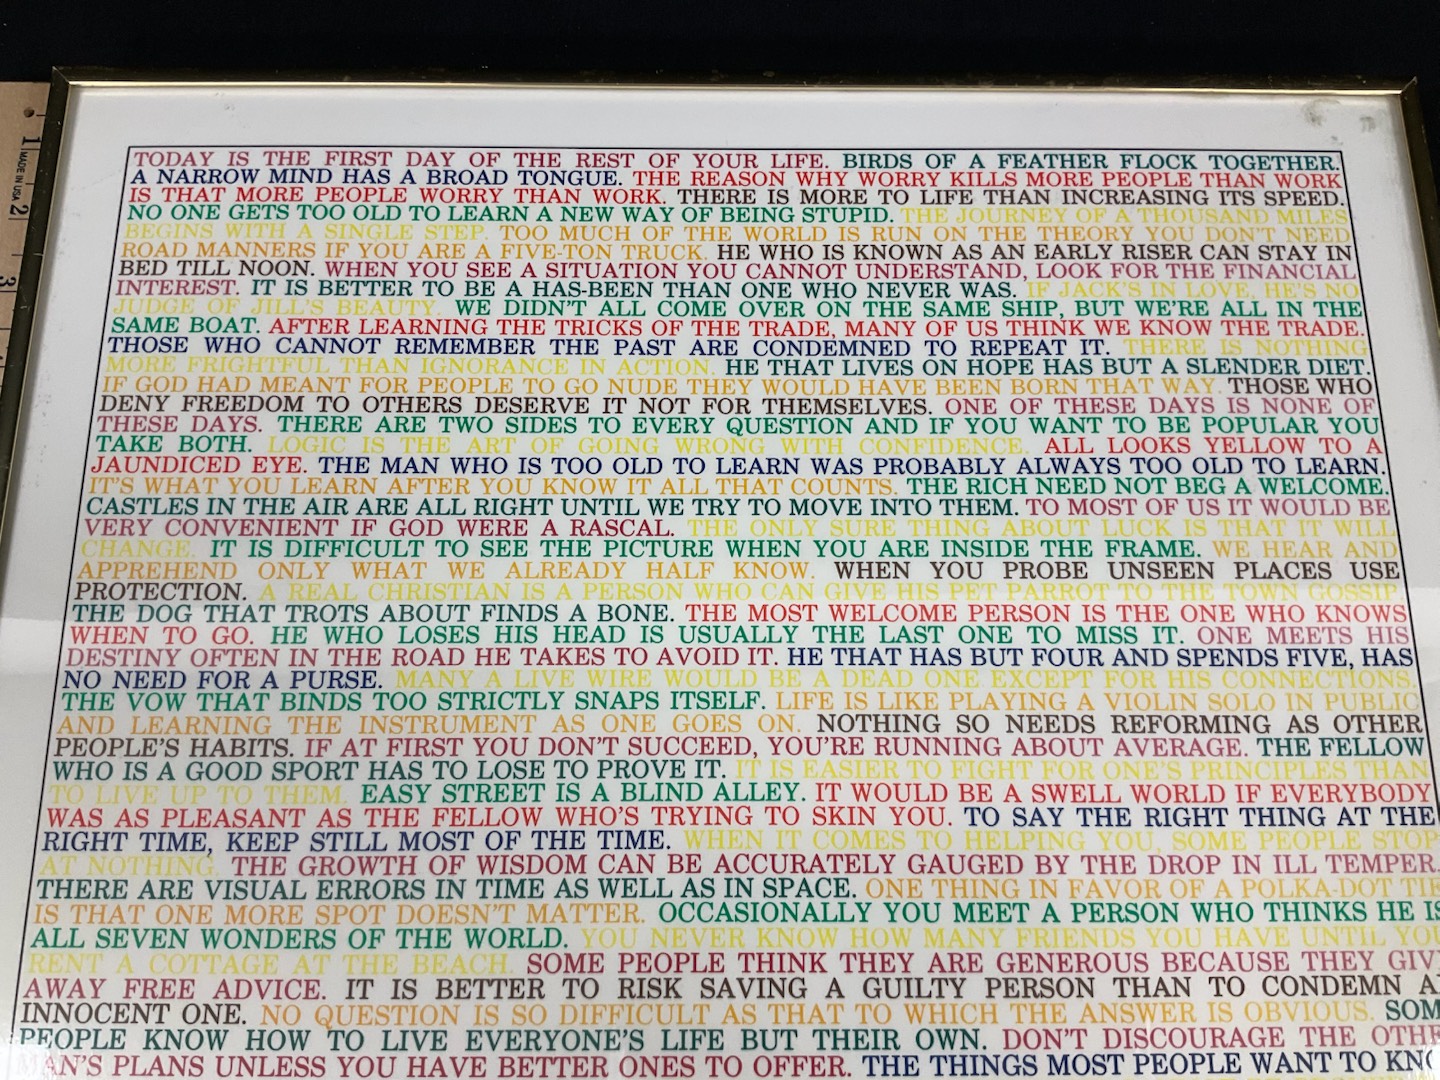 1 MADE IN USA
2
3
TODAY IS THE FIRST DAY OF THE REST OF YOUR LIFE. BIRDS OF A FEATHER FLOCK TOGETHER.
A NARROW MIND HAS A BROAD TONGUE. THE REASON WHY WORRY KILLS MORE PEOPLE THAN WORK
IS THAT MORE PEOPLE WORRY THAN WORK. THERE IS MORE TO LIFE THAN INCREASING ITS SPEED.
NO ONE GETS TOO OLD TO LEARN A NEW WAY OF BEING STUPID. THE JOURNEY OF A THOUSAND MILES
BEGINS WITH A SINGLE STEP. TOO MUCH OF THE WORLD IS RUN ON THE THEORY YOU DON'T NEED
ROAD MANNERS IF YOU ARE A FIVE-TON TRUCK. HE WHO IS KNOWN AS AN EARLY RISER CAN STAY IN
BED TILL NOON. WHEN YOU SEE A SITUATION YOU CANNOT UNDERSTAND, LOOK FOR THE FINANCIAL
INTEREST. IT IS BETTER TO BE A HAS-BEEN THAN ONE WHO NEVER WAS. IF JACK'S IN LOVE, HE'S NO
JUDGE OF JILL'S BEAUTY. WE DIDN'T ALL COME OVER ON THE SAME SHIP, BUT WE'RE ALL IN THE
SAME BOAT. AFTER LEARNING THE TRICKS OF THE TRADE, MANY OF US THINK WE KNOW THE TRADE.
THOSE WHO CANNOT REMEMBER THE PAST ARE CONDEMNED TO REPEAT IT. THERE IS NOTHING
MORE FRIGHTFUL THAN IGNORANCE IN ACTION. HE THAT LIVES ON HOPE HAS BUT A SLENDER DIET.
IF GOD HAD MEANT FOR PEOPLE TO GO NUDE THEY WOULD HAVE BEEN BORN THAT WAY. THOSE WHO
DENY FREEDOM TO OTHERS DESERVE IT NOT FOR THEMSELVES. ONE OF THESE DAYS IS NONE OF
THESE DAYS. THERE ARE TWO SIDES TO EVERY QUESTION AND IF YOU WANT TO BE POPULAR YOU
TAKE BOTH. LOGIC IS THE ART OF GOING WRONG WITH CONFIDENCE. ALL LOOKS YELLOW TO A
JAUNDICED EYE. THE MAN WHO IS TOO OLD TO LEARN WAS PROBABLY ALWAYS TOO OLD TO LEARN.
IT'S WHAT YOU LEARN AFTER YOU KNOW IT ALL THAT COUNTS. THE RICH NEED NOT BEG A WELCOME.
CASTLES IN THE AIR ARE ALL RIGHT UNTIL WE TRY TO MOVE INTO THEM. TO MOST OF US IT WOULD BE
VERY CONVENIENT IF GOD WERE A RASCAL. THE ONLY SURE THING ABOUT LUCK IS THAT IT WILL
CHANGE. IT IS DIFFICULT TO SEE THE PICTURE WHEN YOU ARE INSIDE THE FRAME. WE HEAR AND
APPREHEND ONLY WHAT WE ALREADY HALF KNOW. WHEN YOU PROBE UNSEEN PLACES USE
PROTECTION. A REAL CHRISTIAN IS A PERSON WHO CAN GIVE HIS PET PARROT TO THE TOWN GOSSIP.
THE DOG THAT TROTS ABOUT FINDS A BONE. THE MOST WELCOME PERSON IS THE ONE WHO KNOWS
WHEN TO GO. HE WHO LOSES HIS HEAD IS USUALLY THE LAST ONE TO MISS IT. ONE MEETS HIS
DESTINY OFTEN IN THE ROAD HE TAKES TO AVOID IT. HE THAT HAS BUT FOUR AND SPENDS FIVE, HAS
NO NEED FOR A PURSE. MANY A LIVE WIRE WOULD BE A DEAD ONE EXCEPT FOR HIS CONNECTIONS.
THE VOW THAT BINDS TOO STRICTLY SNAPS ITSELF. LIFE IS LIKE PLAYING A VIOLIN SOLO IN PUBLIC
AND LEARNING THE INSTRUMENT AS ONE GOES ON. NOTHING SO NEEDS REFORMING AS OTHER
PEOPLE'S HABITS. IF AT FIRST YOU DON'T SUCCEED, YOU'RE RUNNING ABOUT AVERAGE. THE FELLOW
WHO IS A GOOD SPORT HAS TO LOSE TO PROVE IT. IT IS EASIER TO FIGHT FOR ONE'S PRINCIPLES THAN
TO LIVE UP TO THEM. EASY STREET IS A BLIND ALLEY. IT WOULD BE A SWELL WORLD IF EVERYBODY
WAS AS PLEASANT AS THE FELLOW WHO'S TRYING TO SKIN YOU. TO SAY THE RIGHT THING AT THE
RIGHT TIME, KEEP STILL MOST OF THE TIME. WHEN IT COMES TO HELPING YOU, SOME PEOPLE STOP
AT NOTHING. THE GROWTH OF WISDOM CAN BE ACCURATELY GAUGED BY THE DROP IN ILL TEMPER.
THERE ARE VISUAL ERRORS IN TIME AS WELL AS IN SPACE. ONE THING IN FAVOR OF A POLKA-DOT TIE
IS THAT ONE MORE SPOT DOESN'T MATTER. OCCASIONALLY YOU MEET A PERSON WHO THINKS HE IS
ALL SEVEN WONDERS OF THE WORLD. YOU NEVER KNOW HOW MANY FRIENDS YOU HAVE UNTIL YOU
RENT A COTTAGE AT THE BEACH. SOME PEOPLE THINK THEY ARE GENEROUS BECAUSE THEY GIV
AWAY FREE ADVICE. IT IS BETTER TO RISK SAVING A GUILTY PERSON THAN TO CONDEMN A
INNOCENT ONE. NO QUESTION IS SO DIFFICULT AS THAT TO WHICH THE ANSWER IS OBVIOUS. SOM
PEOPLE KNOW HOW TO LIVE EVERYONE'S LIFE BUT THEIR OWN. DON'T DISCOURAGE THE OTHE
MAN'S PLANS UNLESS YOU HAVE BETTER ONES TO OFFER. THE THINGS MOST PEOPLE WANT TO KNO